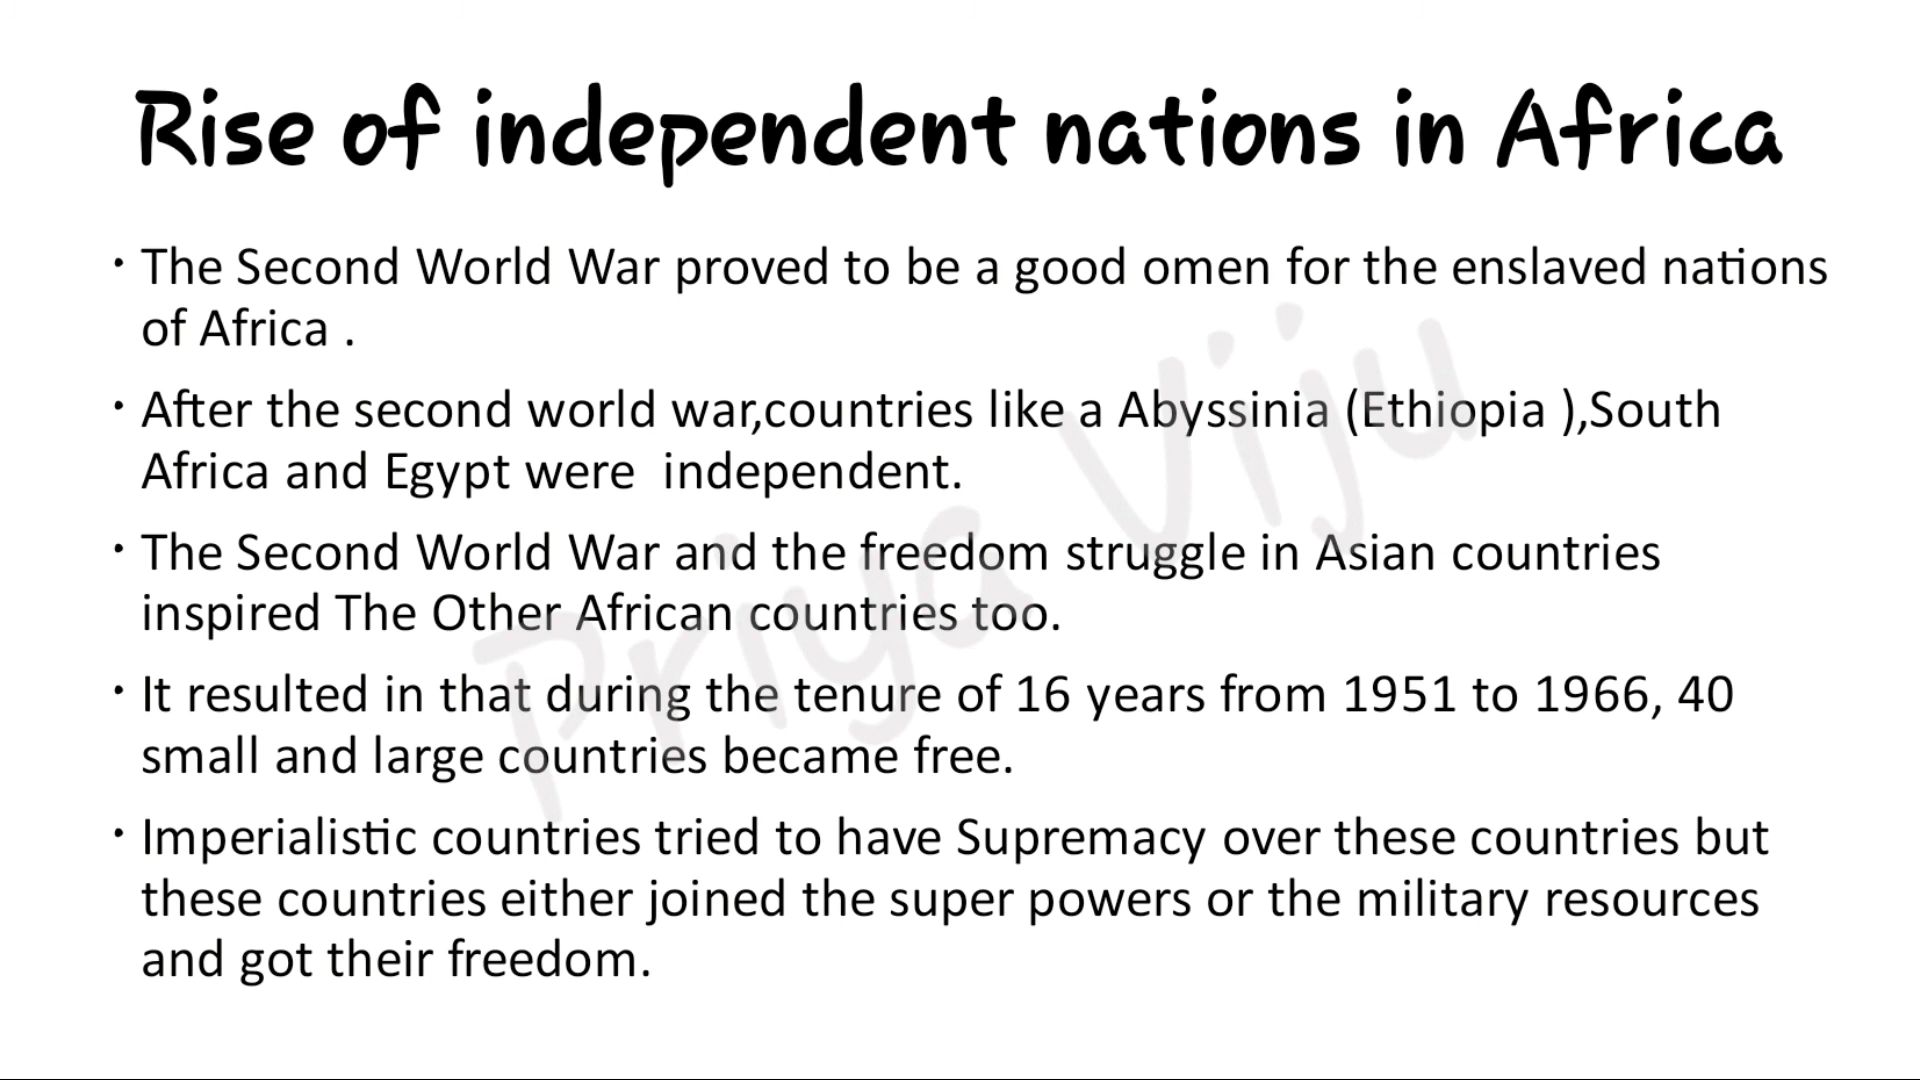 Rise of independent nations in Africa
• The Second World War proved to be a good omen for the enslaved nations
of Africa .
• After the second world war,countries like a Abyssinia (Ethiopia ),South
Africa and Egypt were  independent.
• The Second World War and the freedom struggle in Asian countries
inspired The Other African countries too.
• It resulted in that during the tenure of 16 years from 1951 to 1966, 40
small and large countries became free.
• Imperialistic countries tried to have Supremacy over these countries but
these countries either joined the super powers or the military resources
and got their freedom.
Priya Viju